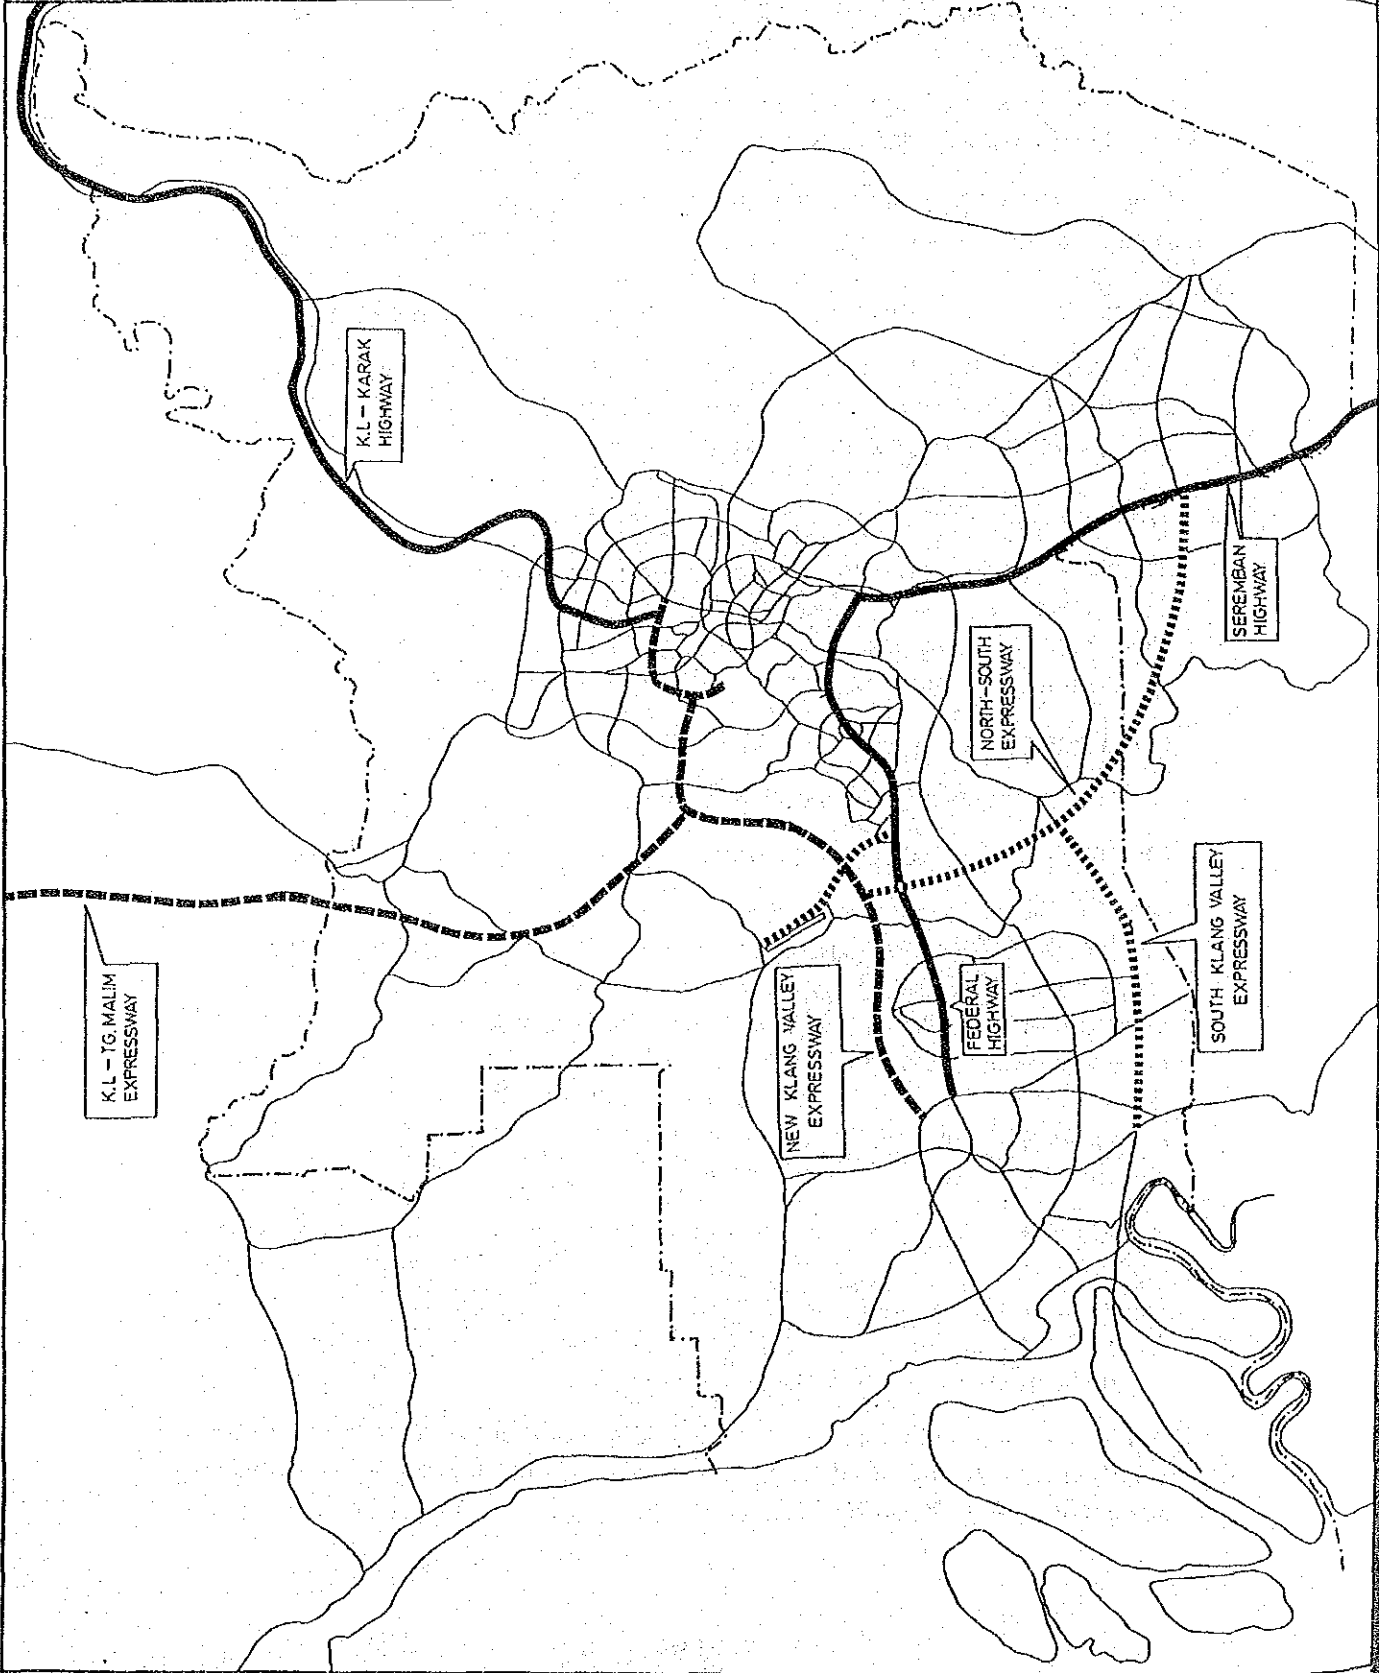 K.L - KARAK
HIGHWAY
K.L - TG. MALIM
EXPRESSWAY
NEW KLANG VALLEY
EXPRESSWAY
FEDERAL
HIGHWAY
NORTH-SOUTH
EXPRESSWAY
SEREMBAN
HIGHWAY
SOUTH KLANG VALLEY
EXPRESSWAY